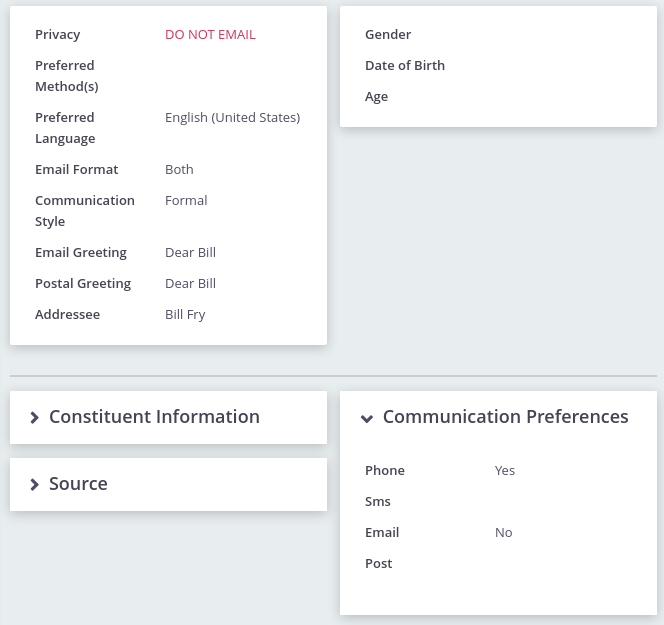 Privacy DO NOT EMAIL
Preferred
Method(s)
Preferred English (United States)
Language
Email Format Both
Communication Formal
Style
Email Greeting Dear Bill
Postal Greeting Dear Bill
Addressee Bill Fry
Gender
Date of Birth
Age
Constituent Information
Source
Communication Preferences
Phone Yes
Sms
Email No
Post